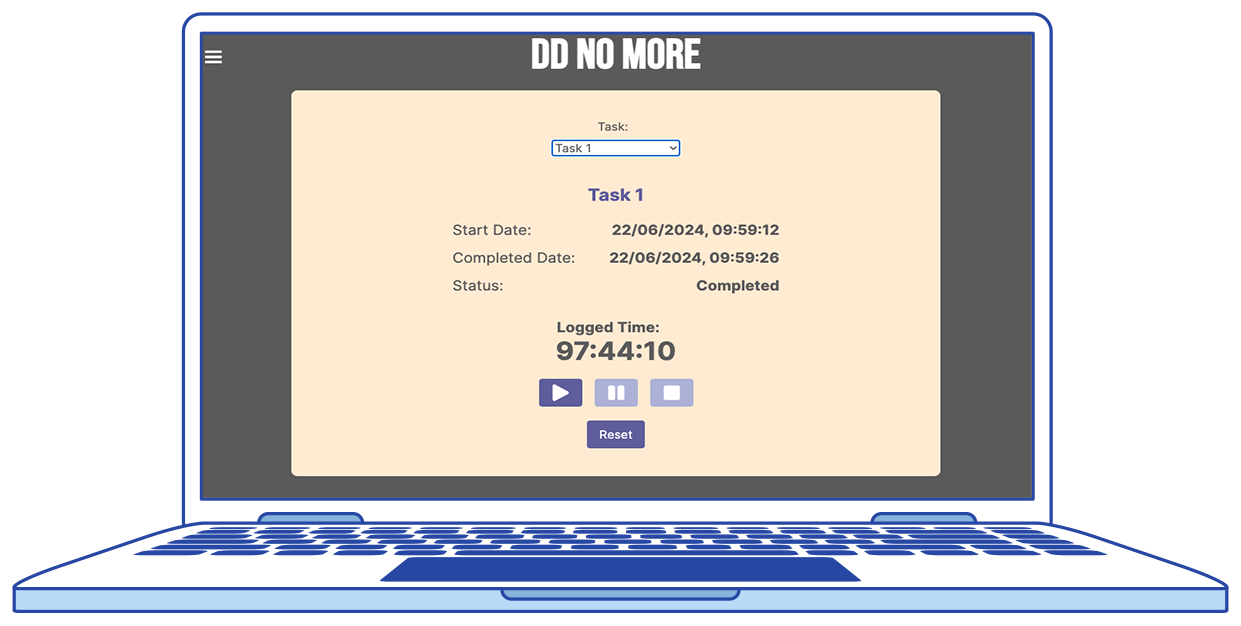 DD NO MORE
Task:
Task 1
Task 1
Start Date: 22/06/2024, 09:59:12
Completed Date: 22/06/2024, 09:59:26
Status: Completed
Logged Time:
97:44:10
Reset